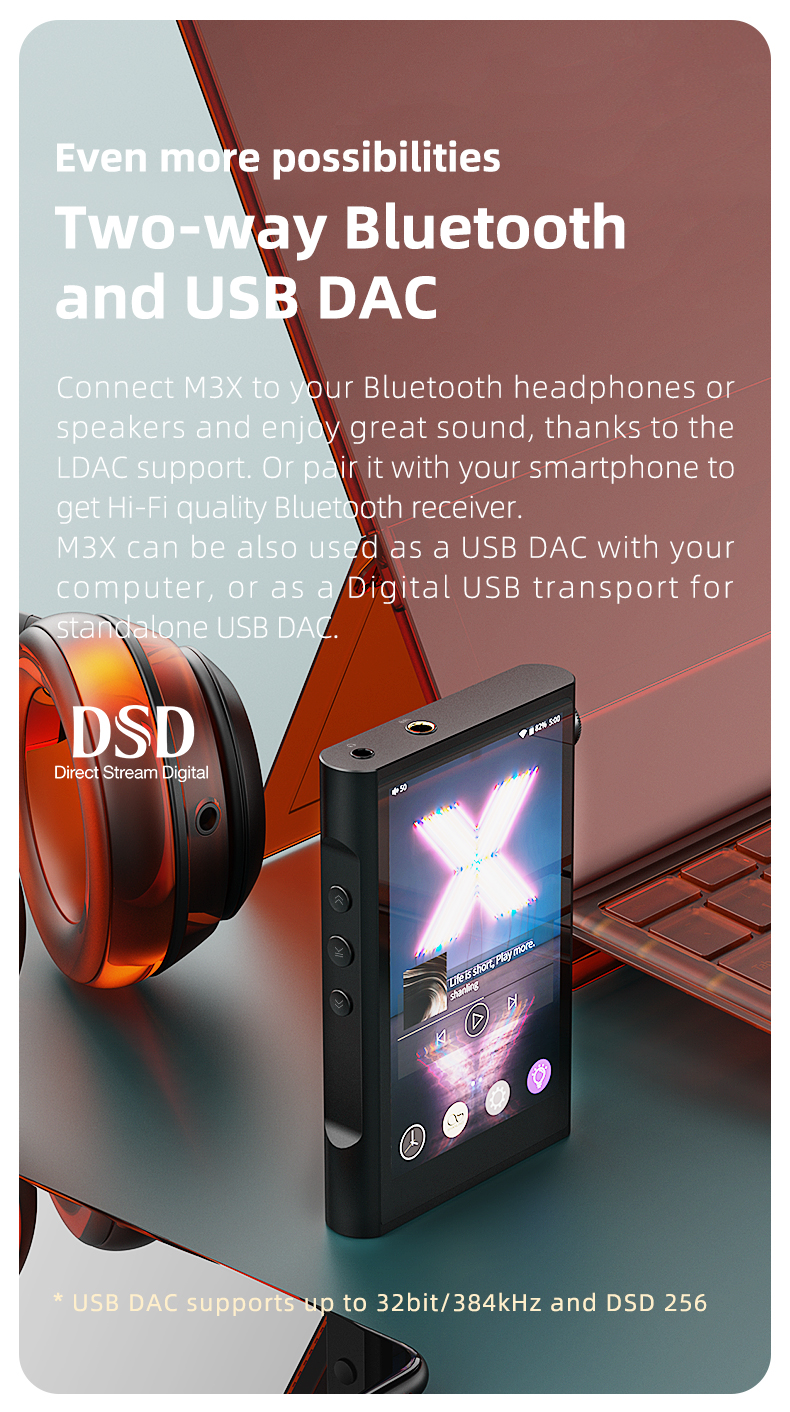 Even more possibilities
Two-way Bluetooth
and USB DAC
Connect M3X to your Bluetooth headphones or
speakers and enjoy great sound, thanks to the
LDAC support. Or pair it with your smartphone to
get Hi-Fi quality Bluetooth receiver.
M3X can be also used as a USB DAC with your
computer, or as a Digital USB transport for
standalone USB DAC.
DSD
Direct Stream Digital
82% 5:00
50
Life is short, Play more.
shanling
* USB DAC supports up to 32bit/384kHz and DSD 256